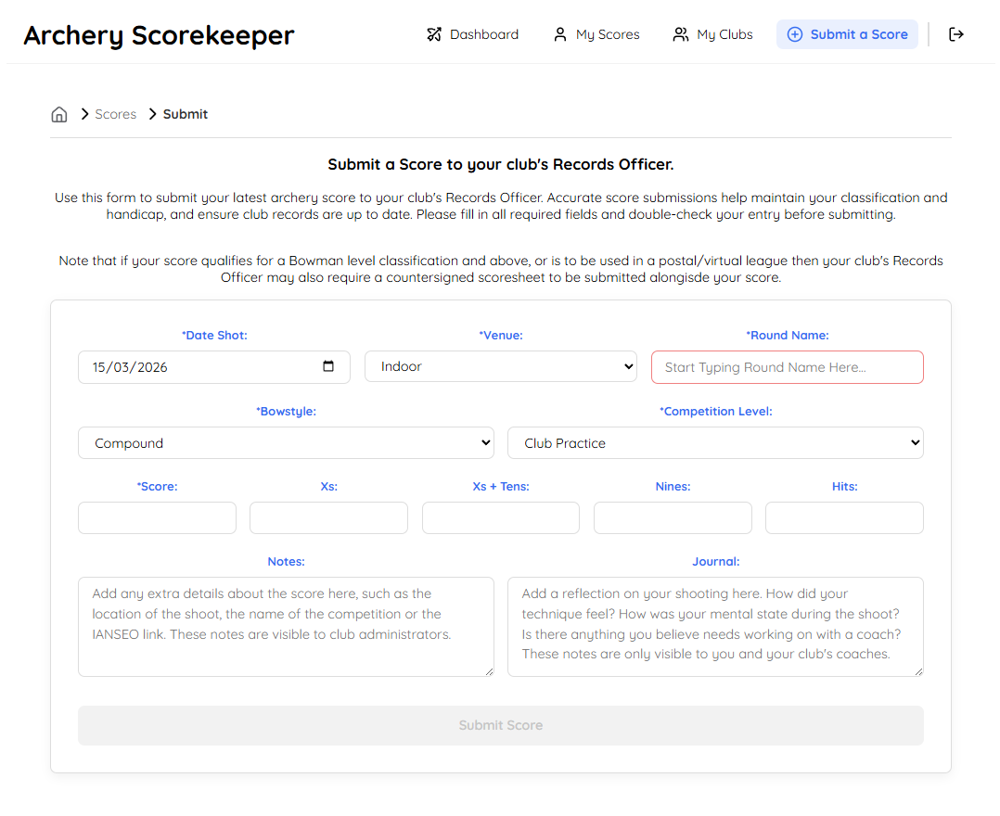 Archery Scorekeeper
Dashboard
My Scores
My Clubs
Submit a Score
Scores
Submit
Submit a Score to your club's Records Officer.
Use this form to submit your latest archery score to your club's Records Officer. Accurate score submissions help maintain your classification and
handicap, and ensure club records are up to date. Please fill in all required fields and double-check your entry before submitting.
Note that if your score qualifies for a Bowman level classification and above, or is to be used in a postal/virtual league then your club's Records
Officer may also require a countersigned scoresheet to be submitted alongisde your score.
*Date Shot:
*Venue:
*Round Name:
15/03/2026
Indoor
Start Typing Round Name Here...
*Bowstyle:
*Competition Level:
Compound
Club Practice
*Score:
Xs:
Xs + Tens:
Nines:
Hits:
Notes:
Journal:
Add any extra details about the score here, such as the
location of the shoot, the name of the competition or the
IANSEO link. These notes are visible to club administrators.
Add a reflection on your shooting here. How did your
technique feel? How was your mental state during the shoot?
Is there anything you believe needs working on with a coach?
These notes are only visible to you and your club's coaches.
Submit Score